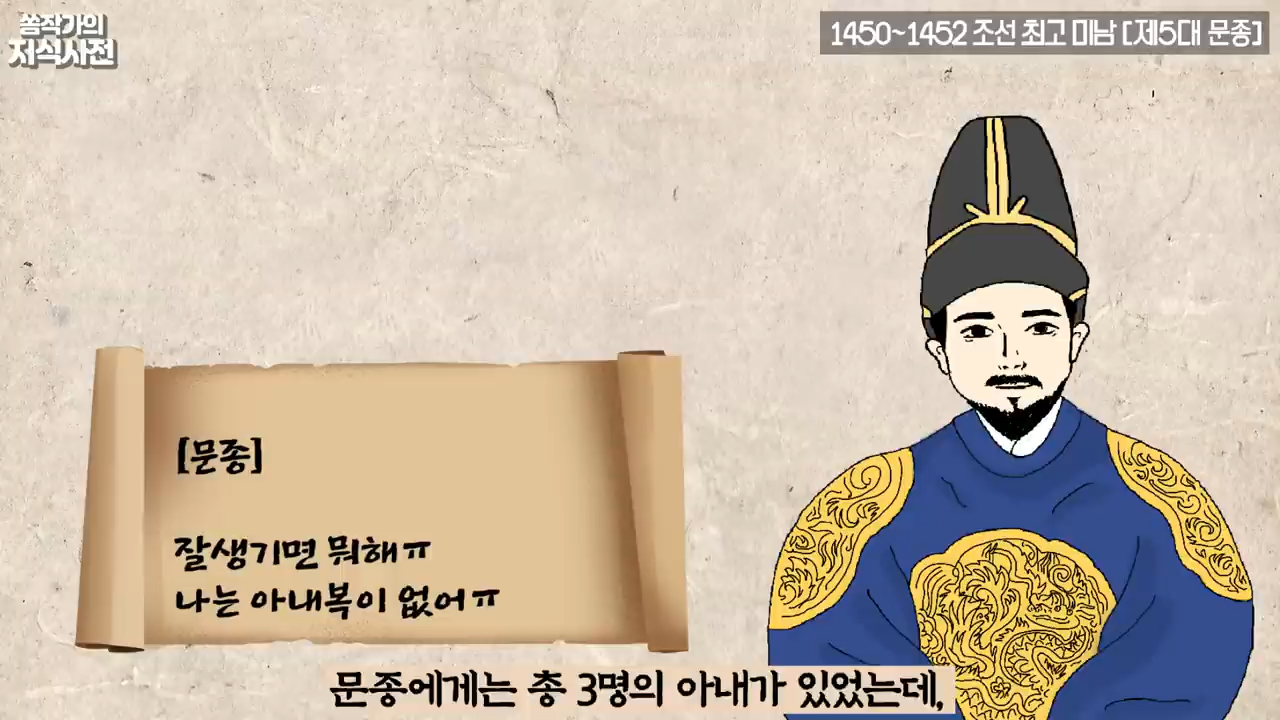 쏨작가의
지식사전
1450~1452 조선 최고 미남 [제5대 문종]
[문종]
잘생기면 뭐해ㅠ
나는 아내복이 없어ㅠ
문종에게는 총 3명의 아내가 있었는데,